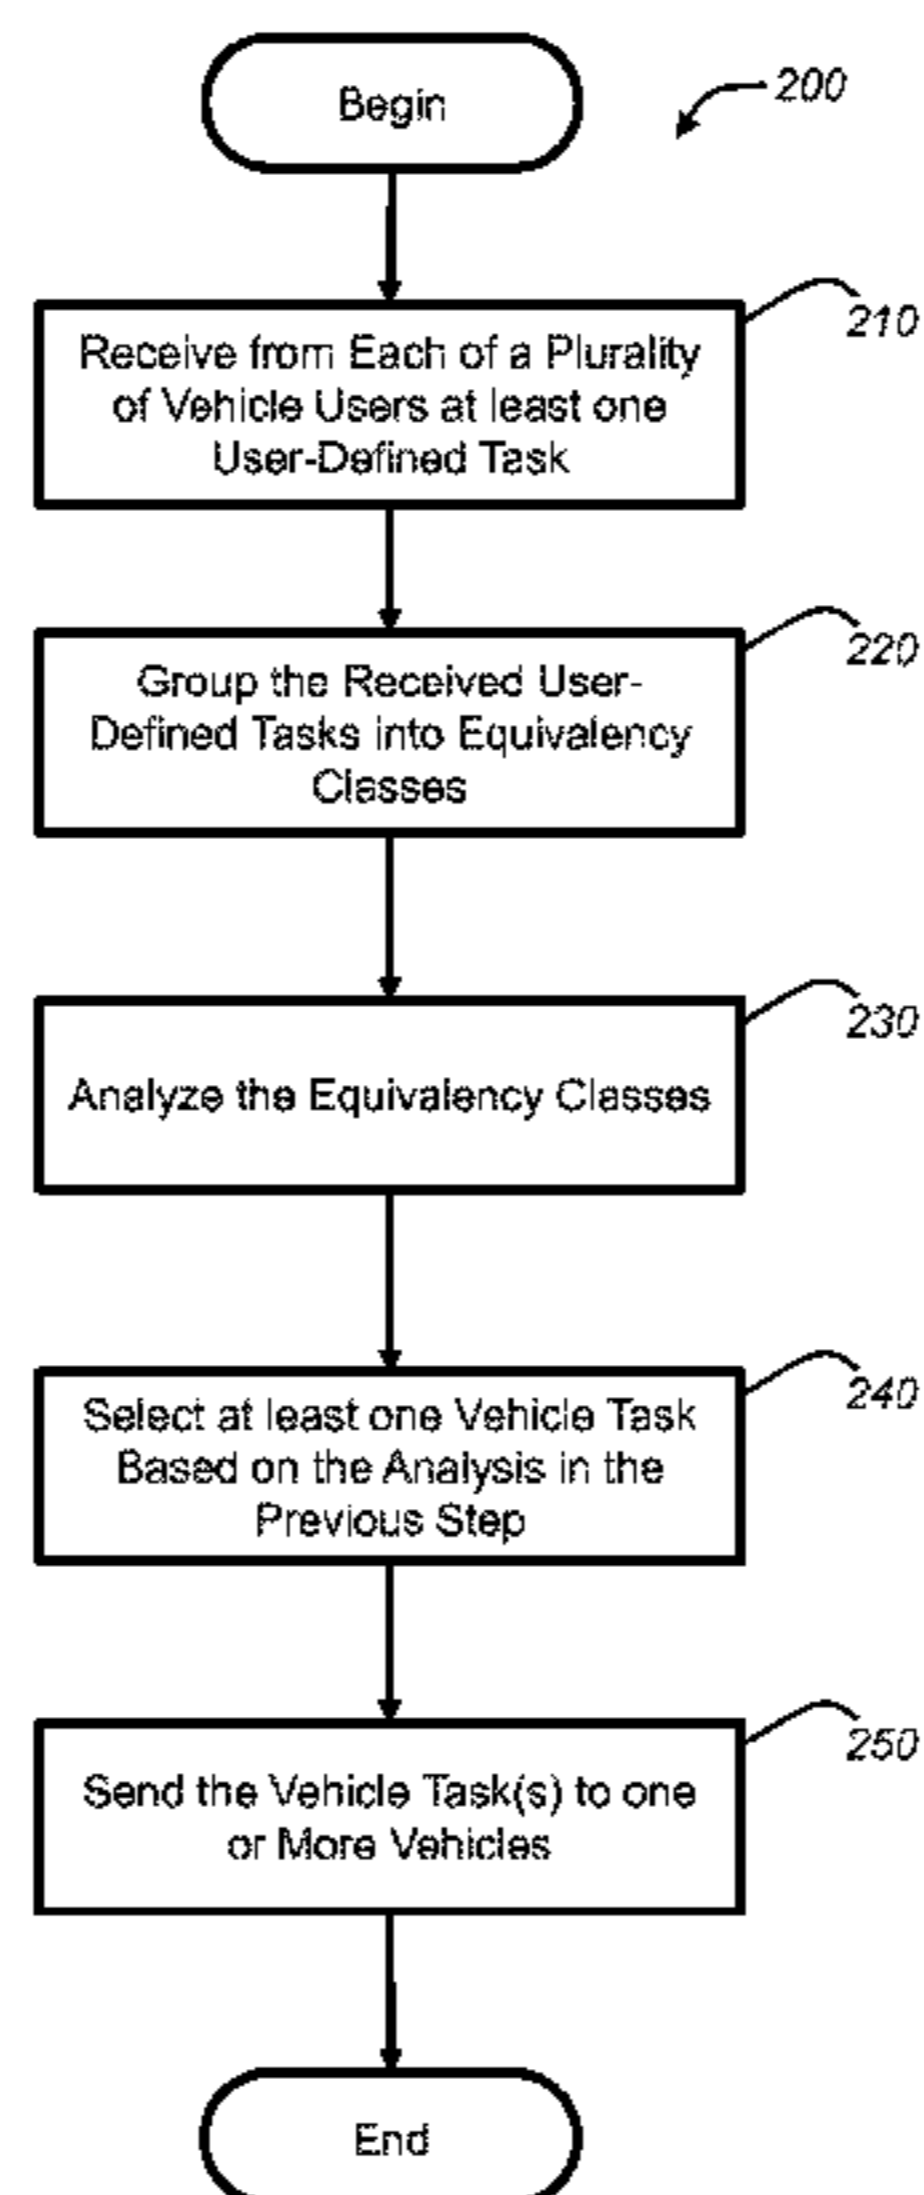 Begin
200
Receive from Each of a Plurality
of Vehicle Users at least one
User-Defined Task
210
Group the Received User-
Defined Tasks into Equivalency
Classes
220
Analyze the Equivalency Classes
230
Select at least one Vehicle Task
Based on the Analysis in the
Previous Step
240
Send the Vehicle Task(s) to one
or More Vehicles
250
End